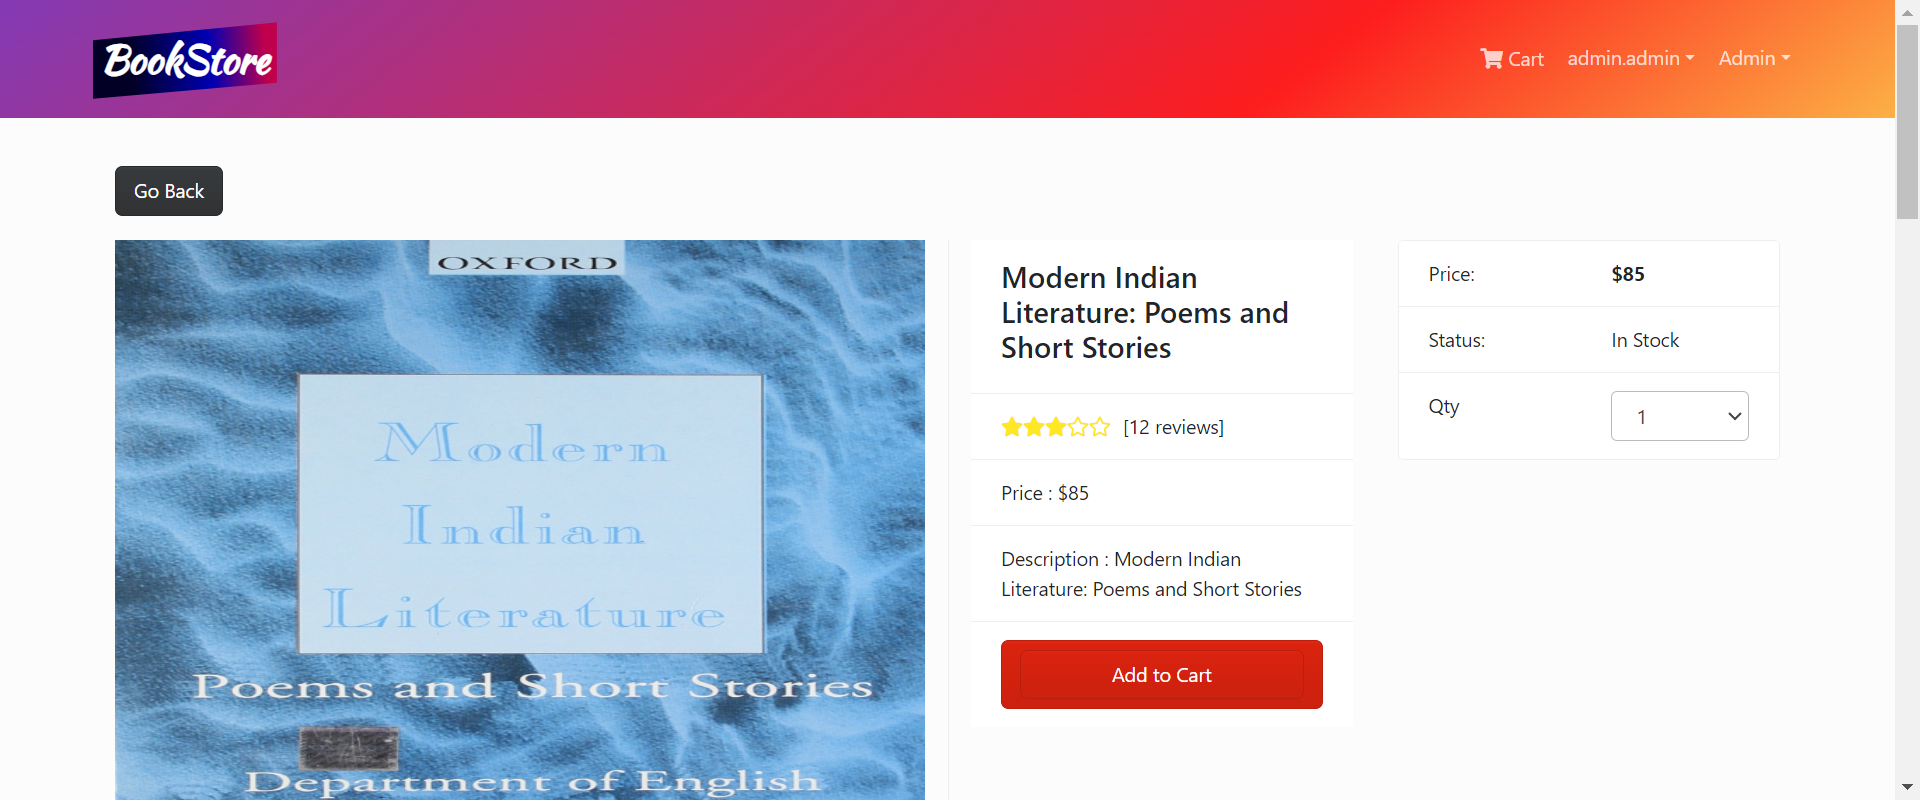 BookStore
Cart
admin.admin
Admin
Go Back
OXFORD
Modern
Indian
Literature
Poems and Short Stories
Department of English
Modern Indian
Literature: Poems and
Short Stories
[12 reviews]
Price : $85
Description : Modern Indian
Literature: Poems and Short Stories
Add to Cart
Price: $85
Status: In Stock
Qty 1